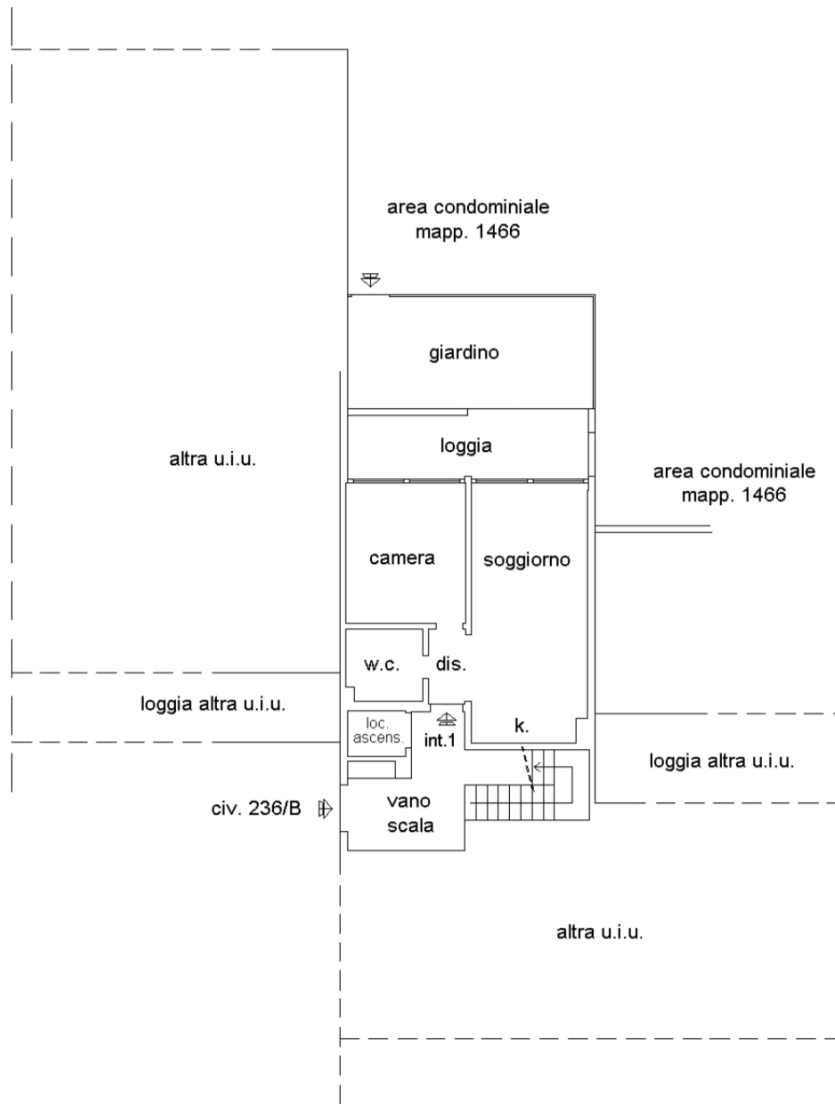 area condominiale
mapp. 1466
giardino
loggia
altra u.i.u.
area condominiale
mapp. 1466
camera
soggiorno
w.c.
dis.
loggia altra u.i.u.
loc.
ascens.
int.1
k.
loggia altra u.i.u.
civ. 236/B
vano
scala
altra u.i.u.